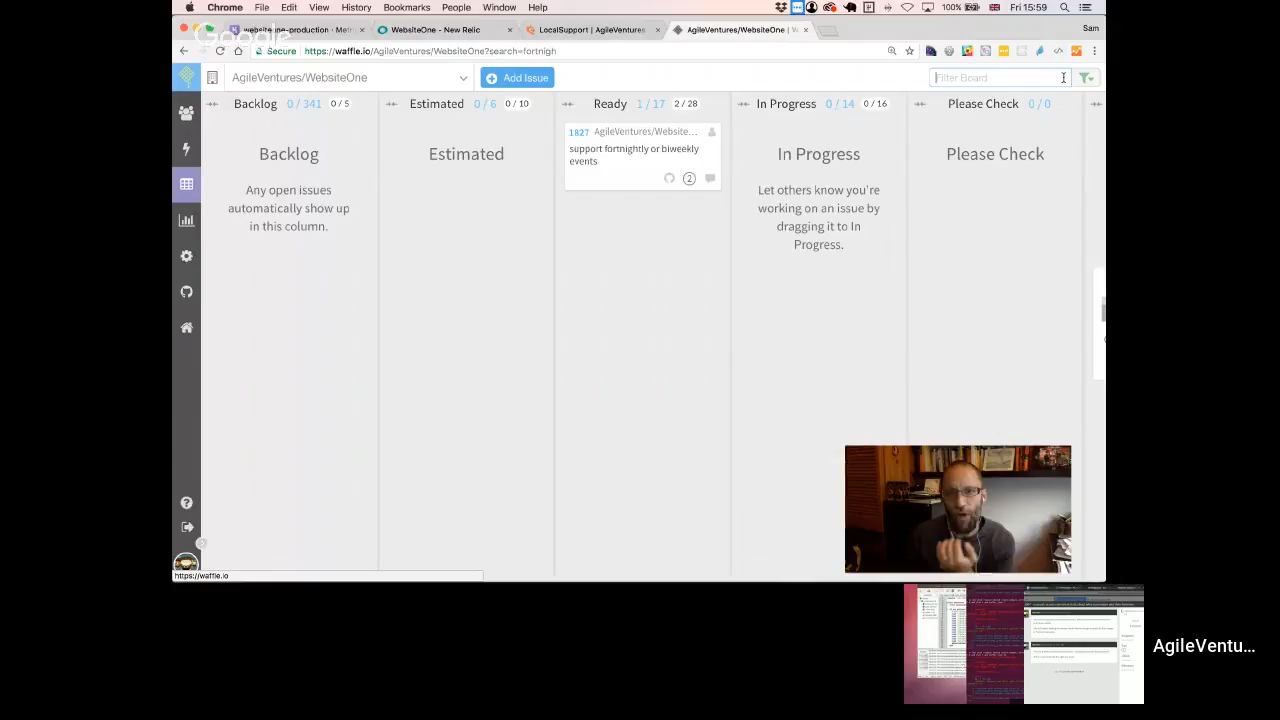 Chrome File Edit View History Bookmarks People Window Help
100% Fri 15:59
website-one-production · Metr
WebsiteOne - New Relic
LocalSupport | AgileVentures
AgileVentures/WebsiteOne | W
Sam
Secure https://waffle.io/AgileVentures/WebsiteOne?search=fortnigh
AgileVentures/WebsiteOne
Add Issue
Filter Board
Backlog 0 / 341 0 / 5
Estimated 0 / 6 0 / 10
Ready 1 / 17 2 / 28
In Progress 0 / 14 0 / 16
Please Check 0 / 0
Backlog
Any open issues
automatically show up
in this column.
Estimated
1827 AgileVentures/Website...
support fortnightly or biweekly
events
2
In Progress
Let others know you're
working on an issue by
dragging it to In
Progress.
Please Check
https://waffle.io
AgileVentu...